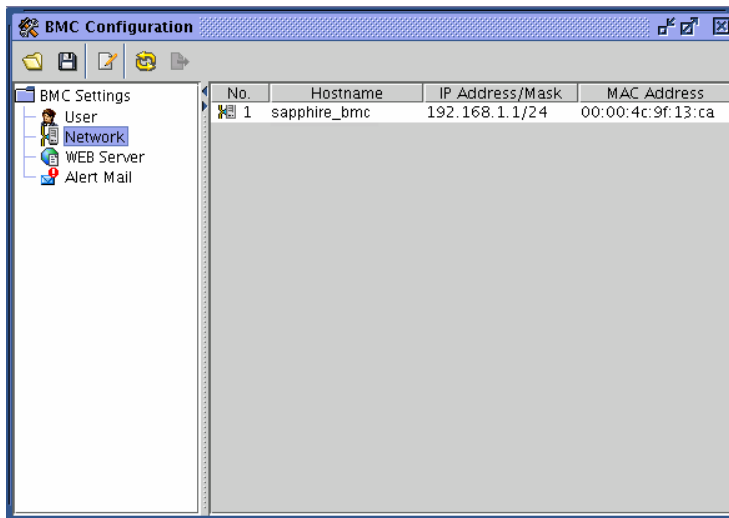 BMC Configuration
BMC Settings
User
Network
WEB Server
Alert Mail
No. Hostname IP Address/Mask MAC Address
1 sapphire_bmc 192.168.1.1/24 00:00:4c:9f:13:ca